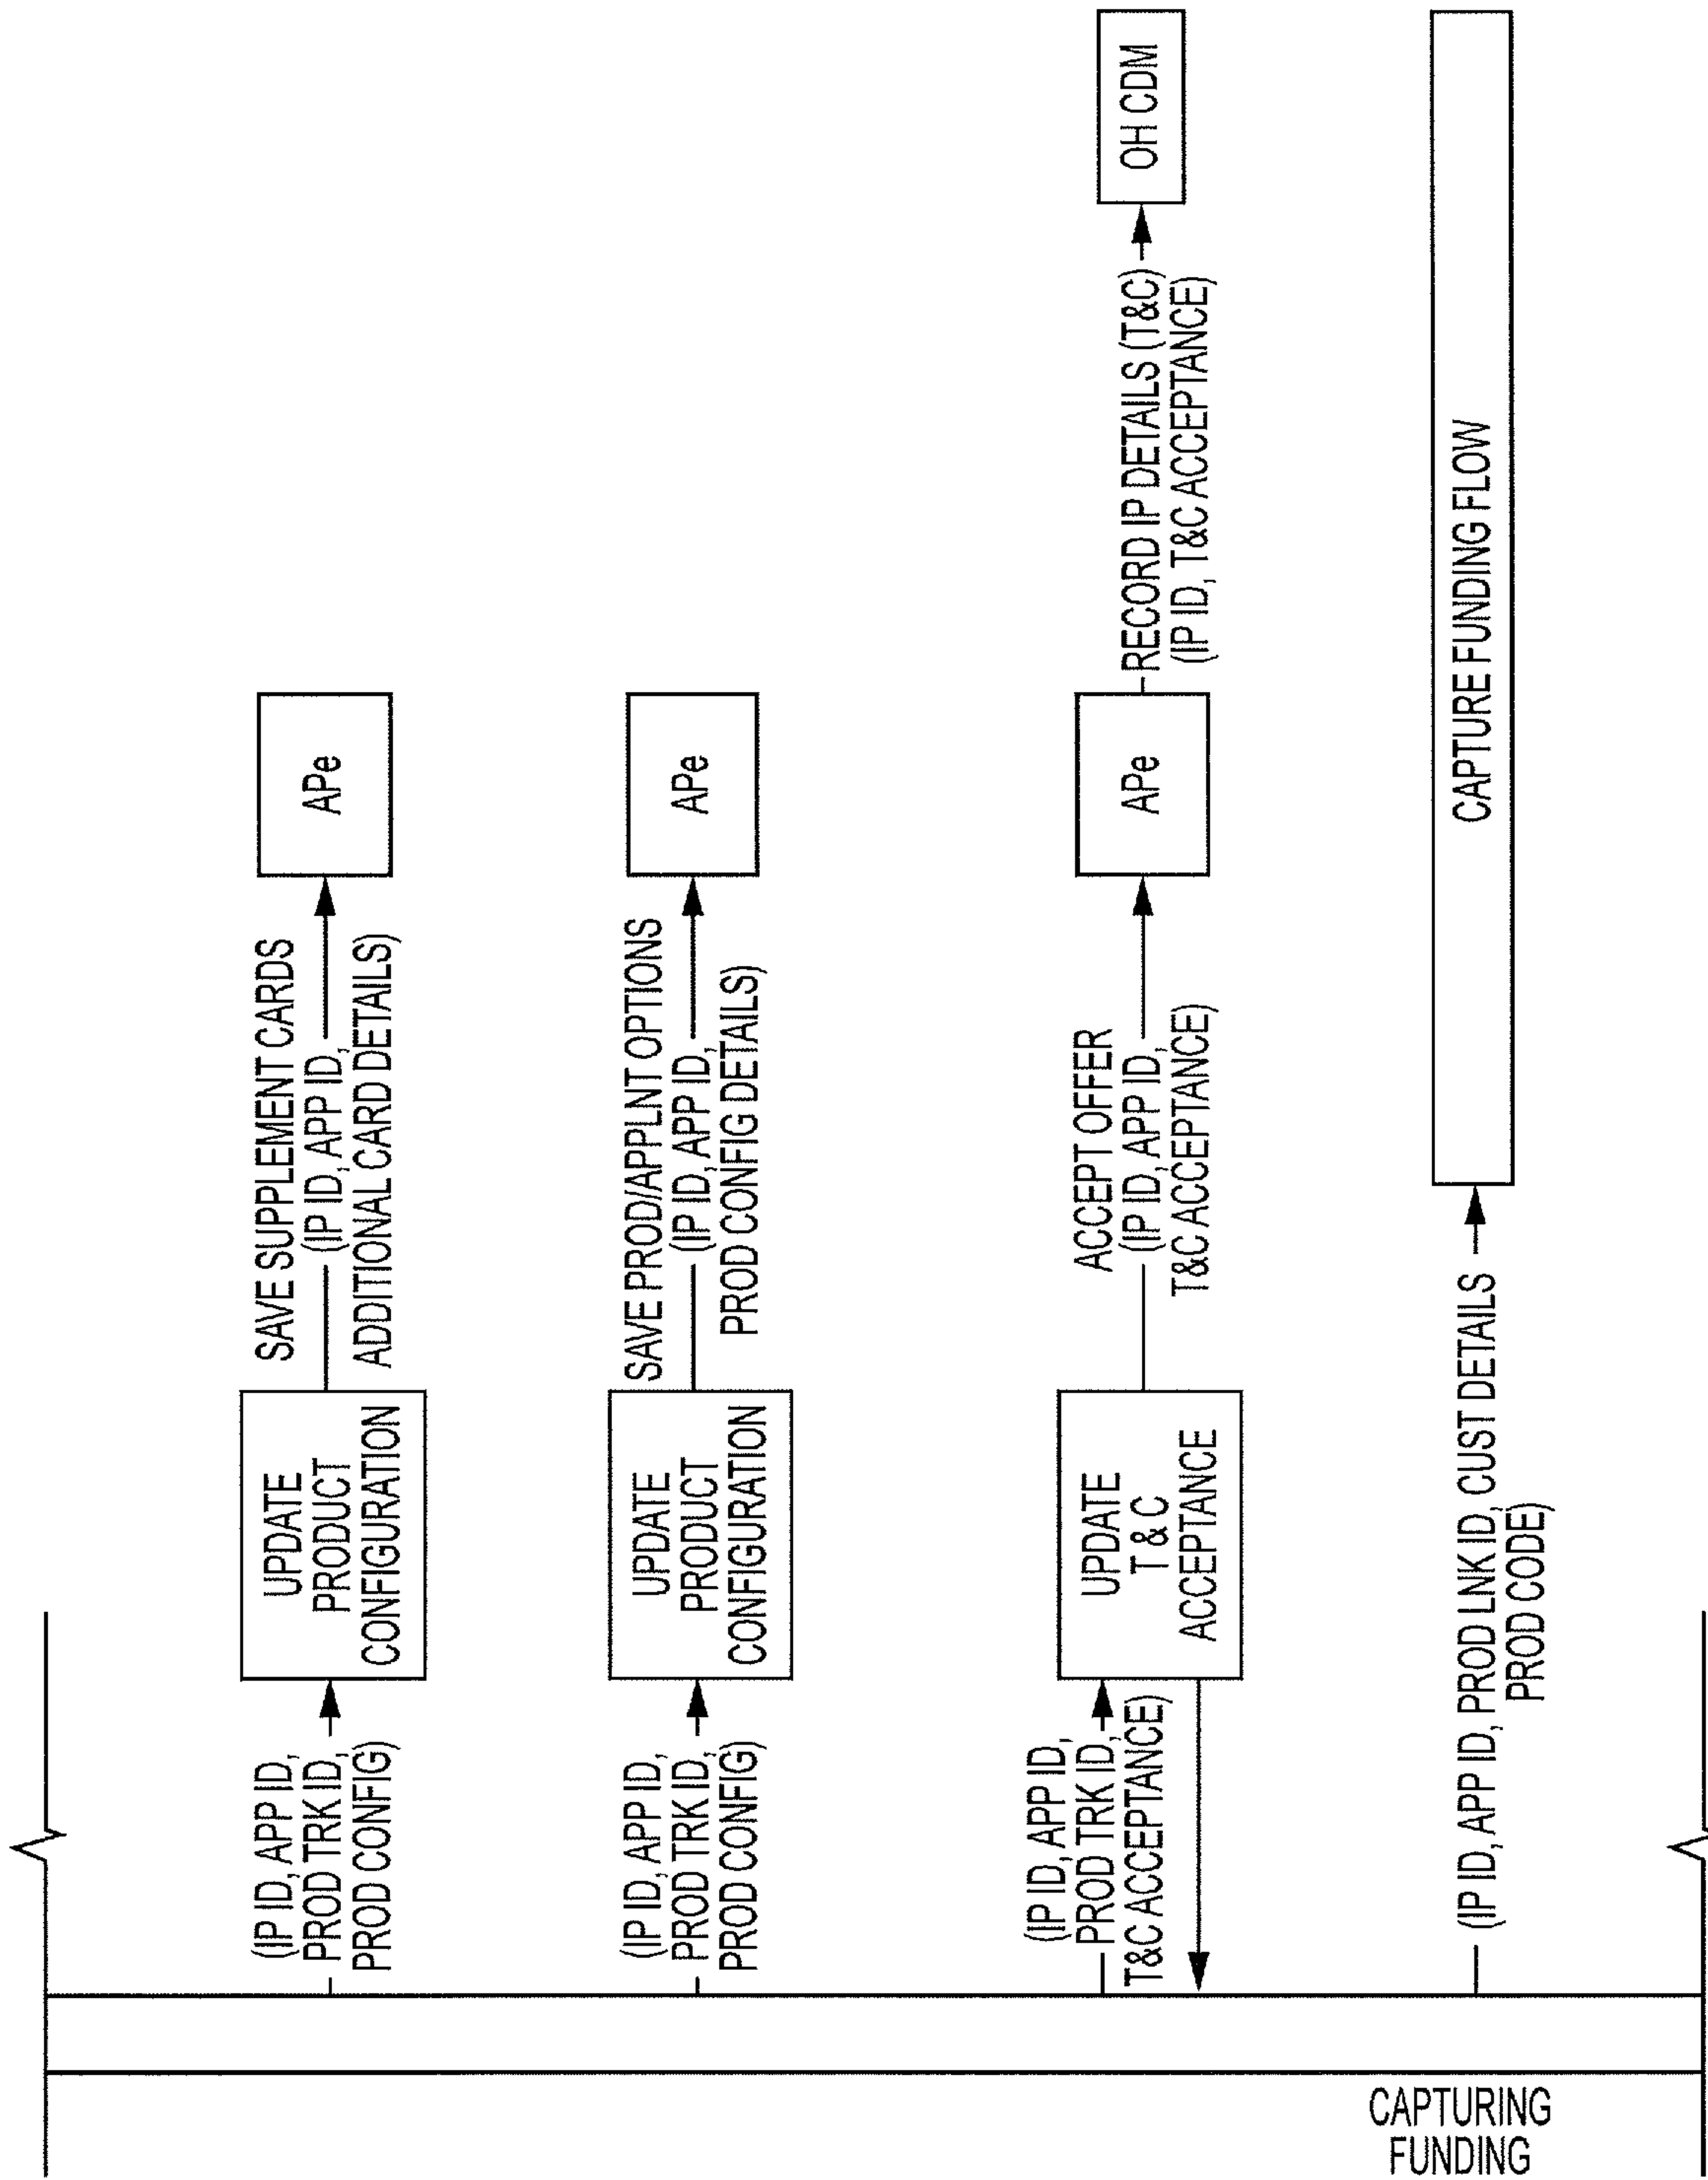 (IP ID, APP ID,
PROD TRK ID,
PROD CONFIG)
UPDATE
PRODUCT
CONFIGURATION
SAVE SUPPLEMENT CARDS
(IP ID, APP ID,
ADDITIONAL CARD DETAILS)
APe
(IP ID, APP ID,
PROD TRK ID,
PROD CONFIG)
UPDATE
PRODUCT
CONFIGURATION
SAVE PROD/APPLNT OPTIONS
(IP ID, APP ID,
PROD CONFIG DETAILS)
APe
(IP ID, APP ID,
PROD TRK ID,
T&C ACCEPTANCE)
UPDATE
T & C
ACCEPTANCE
ACCEPT OFFER
(IP ID, APP ID,
T&C ACCEPTANCE)
APe
RECORD IP DETAILS (T&C)
(IP ID, T&C ACCEPTANCE)
OH CDM
CAPTURING
FUNDING
(IP ID, APP ID, PROD LNK ID, CUST DETAILS
PROD CODE)
CAPTURE FUNDING FLOW